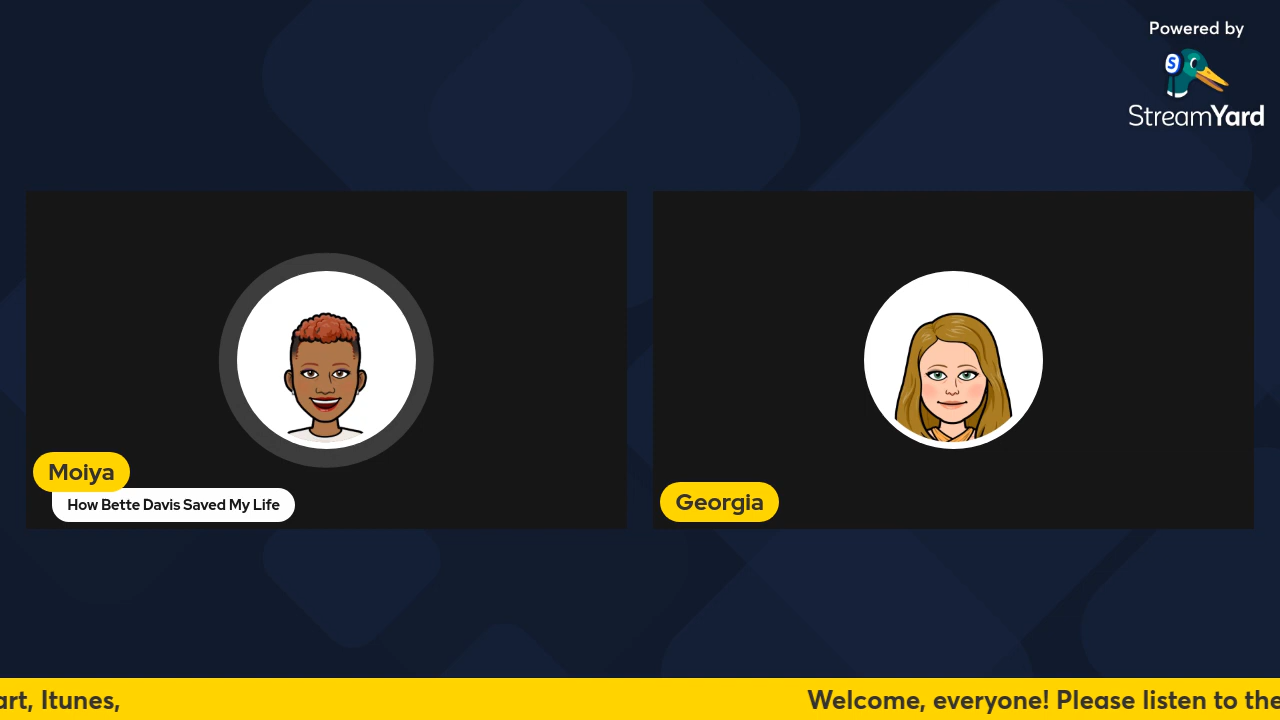 Powered by
S
StreamYard
Moiya
How Bette Davis Saved My Life
Georgia
art, Itunes,
Welcome, everyone! Please listen to the